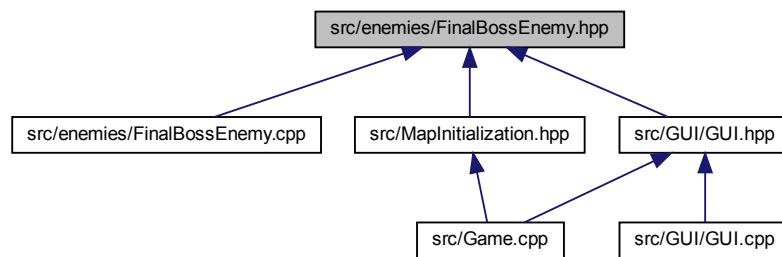 src/enemies/FinalBossEnemy.hpp
src/enemies/FinalBossEnemy.cpp
src/MapInitialization.hpp
src/GUI/GUI.hpp
src/Game.cpp
src/GUI/GUI.cpp